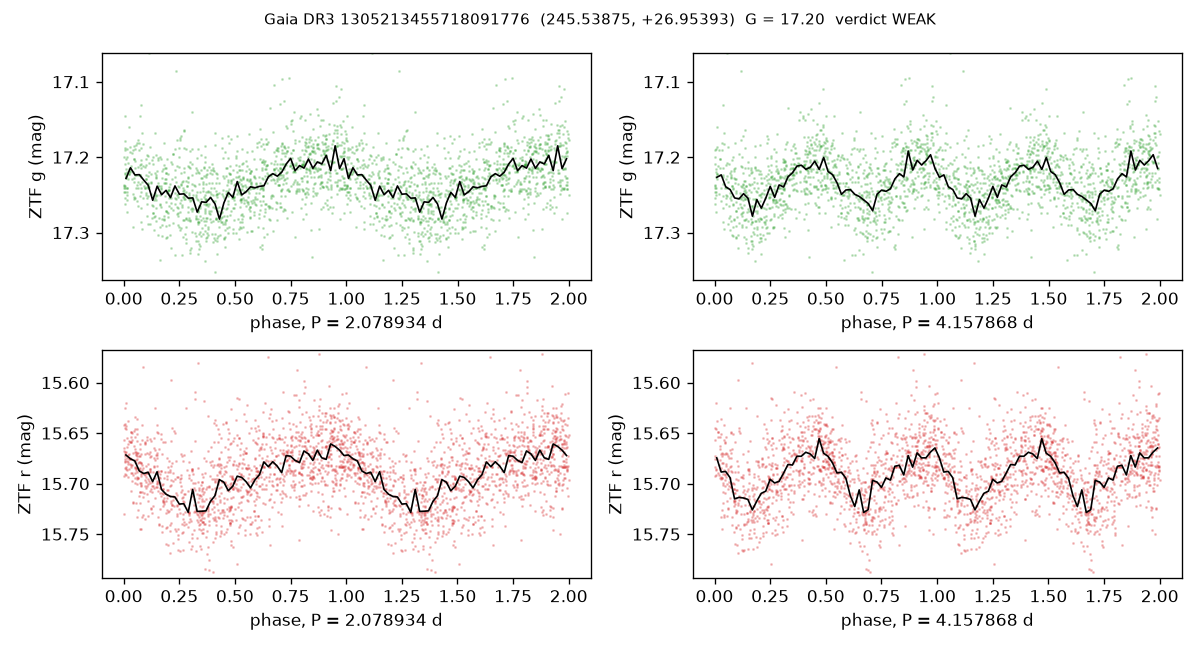 Gaia DR3 1305213455718091776  (245.53875, +26.95393)  G = 17.20  verdict WEAK
ZTF g (mag)
17.1
17.2
17.3
0.00 0.25 0.50 0.75 1.00 1.25 1.50 1.75 2.00
phase, P = 2.078934 d
ZTF g (mag)
17.1
17.2
17.3
0.00 0.25 0.50 0.75 1.00 1.25 1.50 1.75 2.00
phase, P = 4.157868 d
ZTF r (mag)
15.60
15.65
15.70
15.75
0.00 0.25 0.50 0.75 1.00 1.25 1.50 1.75 2.00
phase, P = 2.078934 d
ZTF r (mag)
15.60
15.65
15.70
15.75
0.00 0.25 0.50 0.75 1.00 1.25 1.50 1.75 2.00
phase, P = 4.157868 d